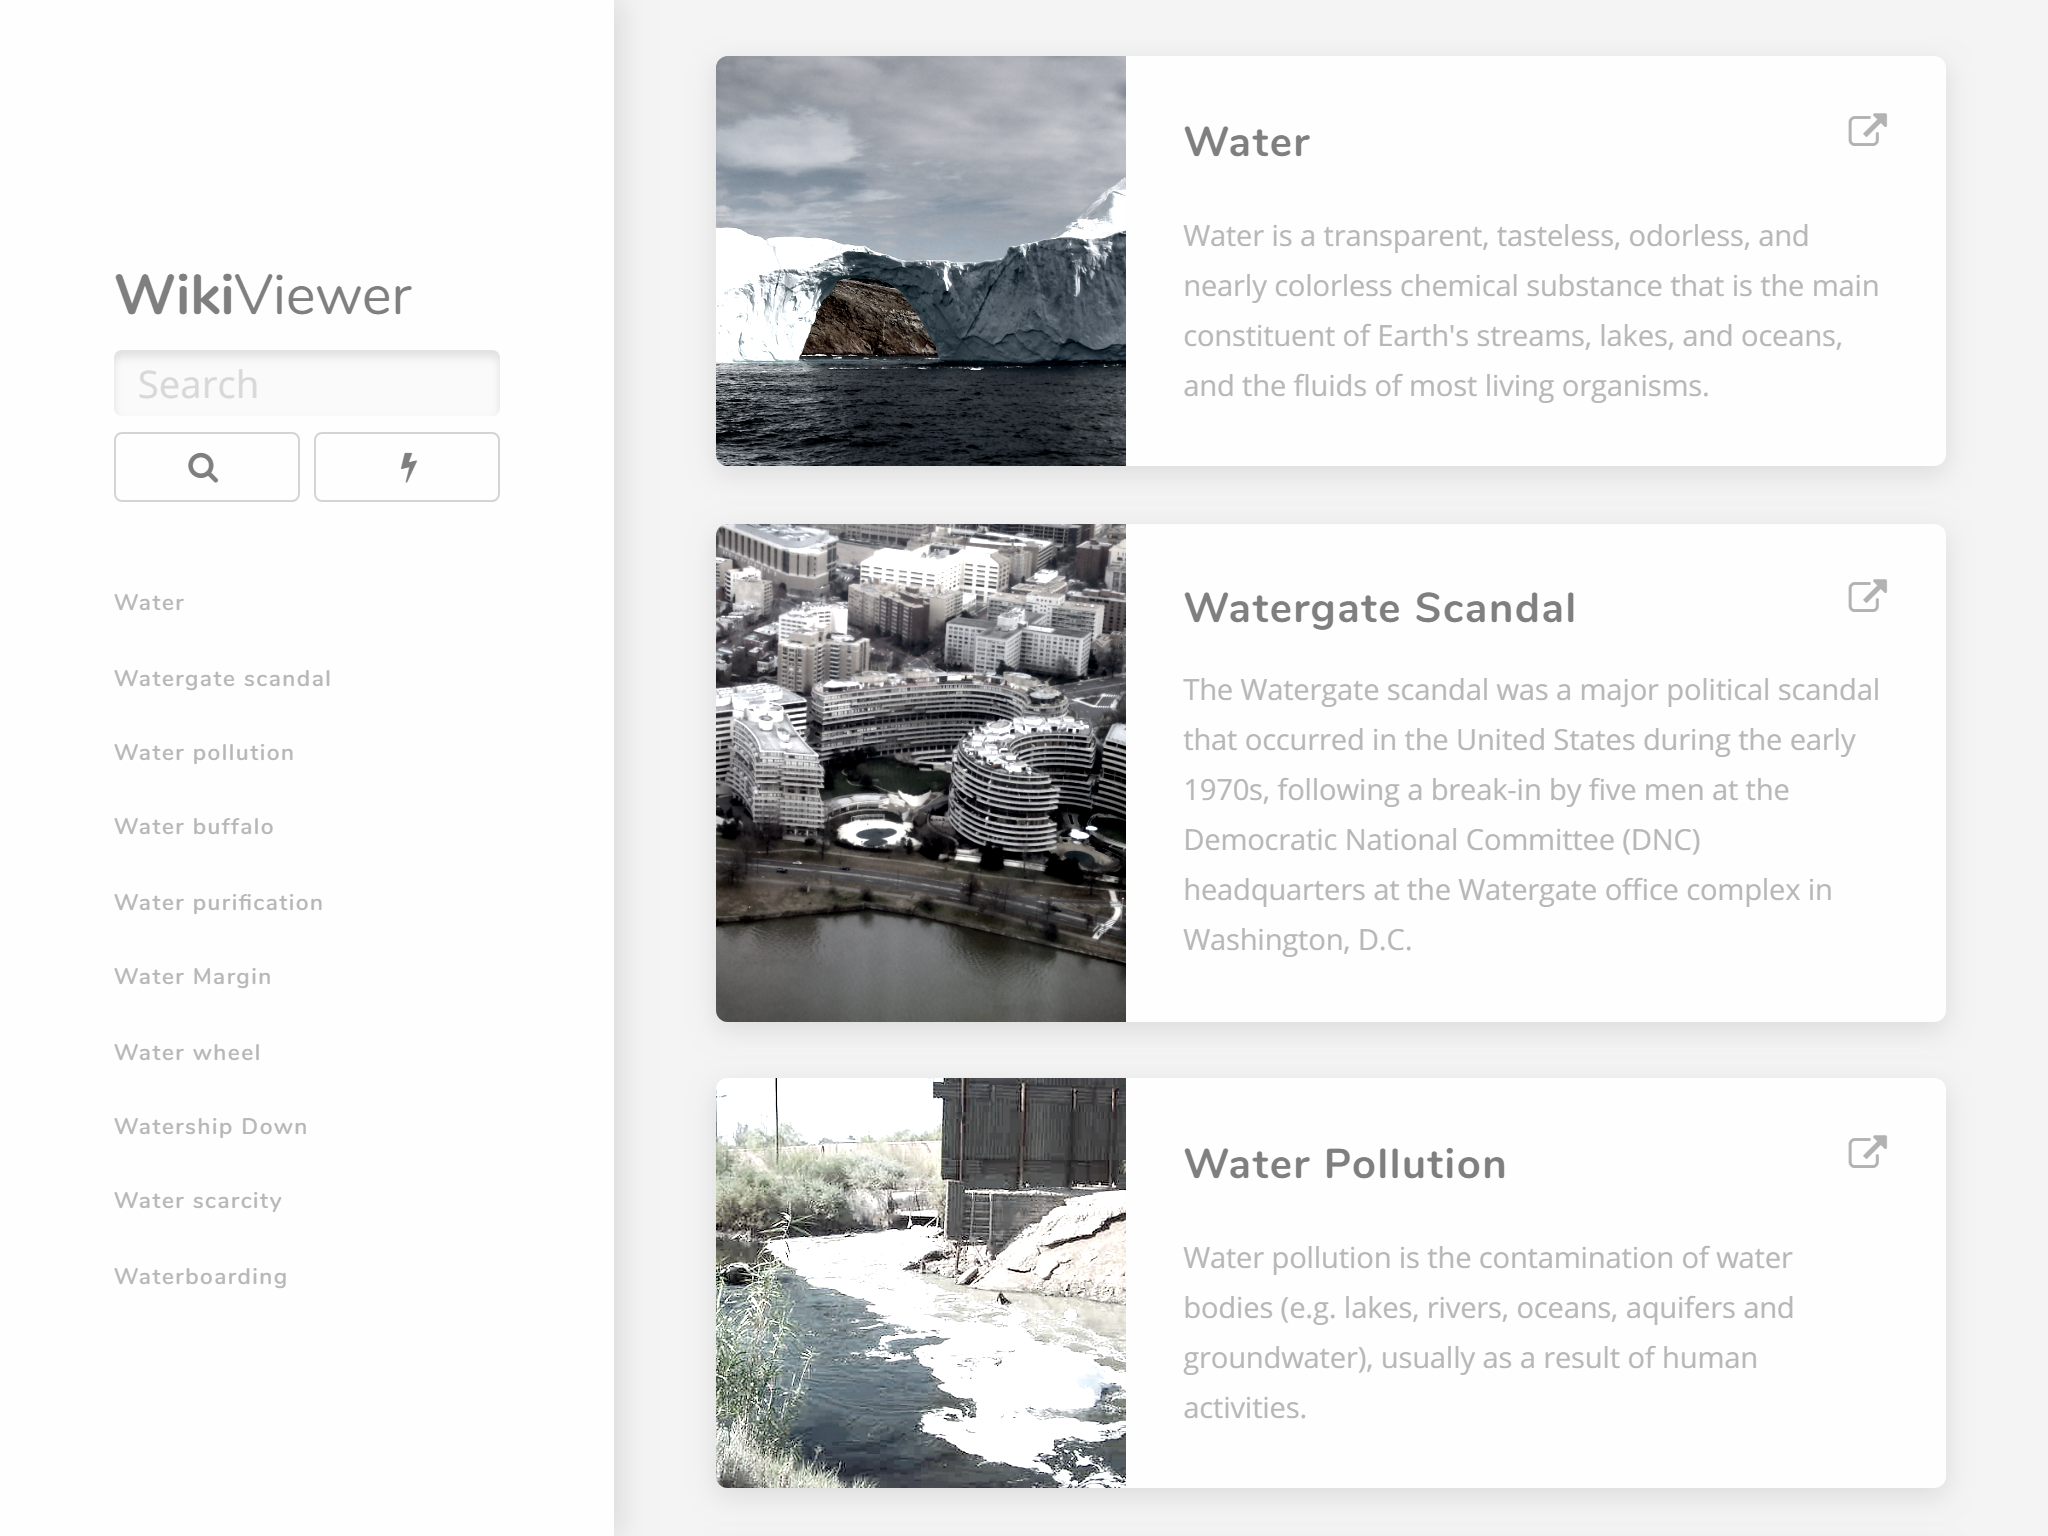 WikiViewer
Search
Water
Watergate scandal
Water pollution
Water buffalo
Water purification
Water Margin
Water wheel
Watership Down
Water scarcity
Waterboarding
Water
Water is a transparent, tasteless, odorless, and
nearly colorless chemical substance that is the main
constituent of Earth's streams, lakes, and oceans,
and the fluids of most living organisms.
Watergate Scandal
The Watergate scandal was a major political scandal
that occurred in the United States during the early
1970s, following a break-in by five men at the
Democratic National Committee (DNC)
headquarters at the Watergate office complex in
Washington, D.C.
Water Pollution
Water pollution is the contamination of water
bodies (e.g. lakes, rivers, oceans, aquifers and
groundwater), usually as a result of human
activities.